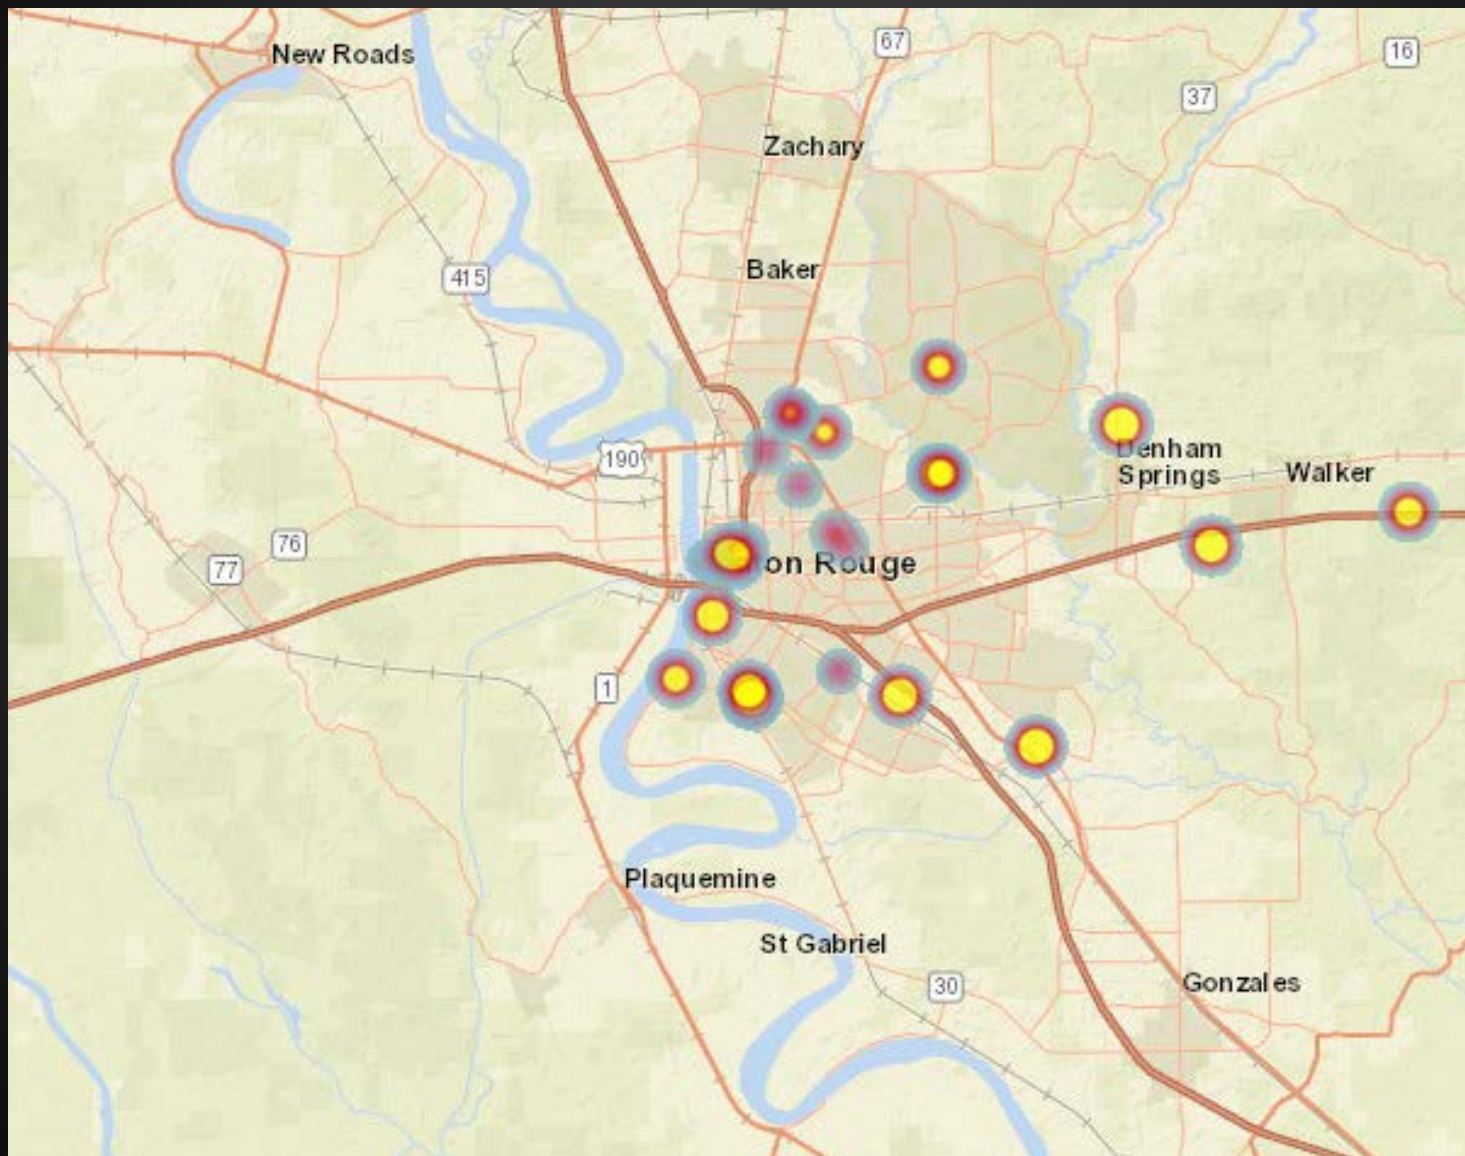 New Roads
67
16
37
Zachary
Baker
415
190
Denham
Springs
Walker
76
77
on Rouge
1
Plaquemine
St Gabriel
30
Gonzales